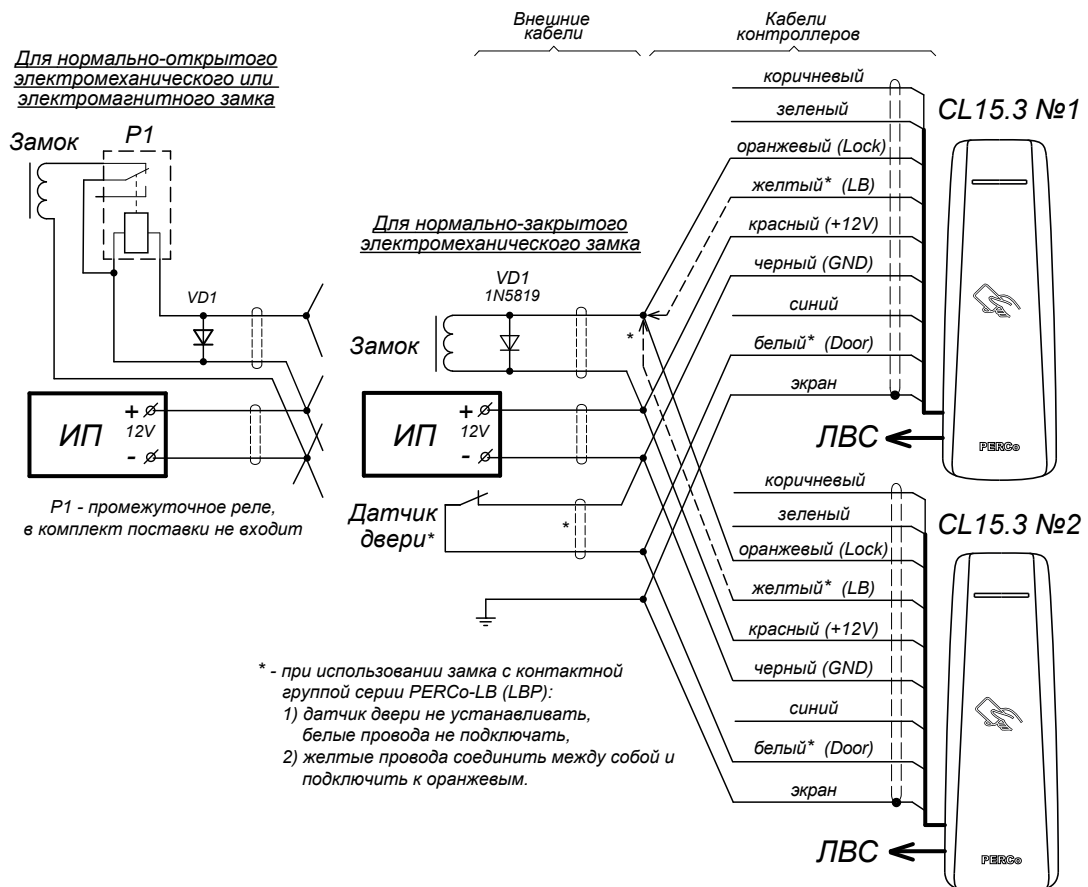 Внешние
кабели
Кабели
контроллеров
Для нормально-открытого
электромеханического или
электромагнитного замка
Замок
P1
VD1
ИП
+
12V
-
P1 - промежуточное реле,
в комплект поставки не входит
Для нормально-закрытого
электромеханического замка
VD1
1N5819
Замок
*
ИП
+
12V
-
Датчик
двери*
*
коричневый
зеленый
оранжевый (Lock)
желтый* (LB)
красный (+12V)
черный (GND)
синий
белый* (Door)
экран
CL15.3 №1
ЛВС
PERCo
коричневый
зеленый
оранжевый (Lock)
желтый* (LB)
красный (+12V)
черный (GND)
синий
белый* (Door)
экран
CL15.3 №2
ЛВС
PERCo
* - при использовании замка с контактной
группой серии PERCo-LB (LBP):
1) датчик двери не устанавливать,
белые провода не подключать,
2) желтые провода соединить между собой и
подключить к оранжевым.